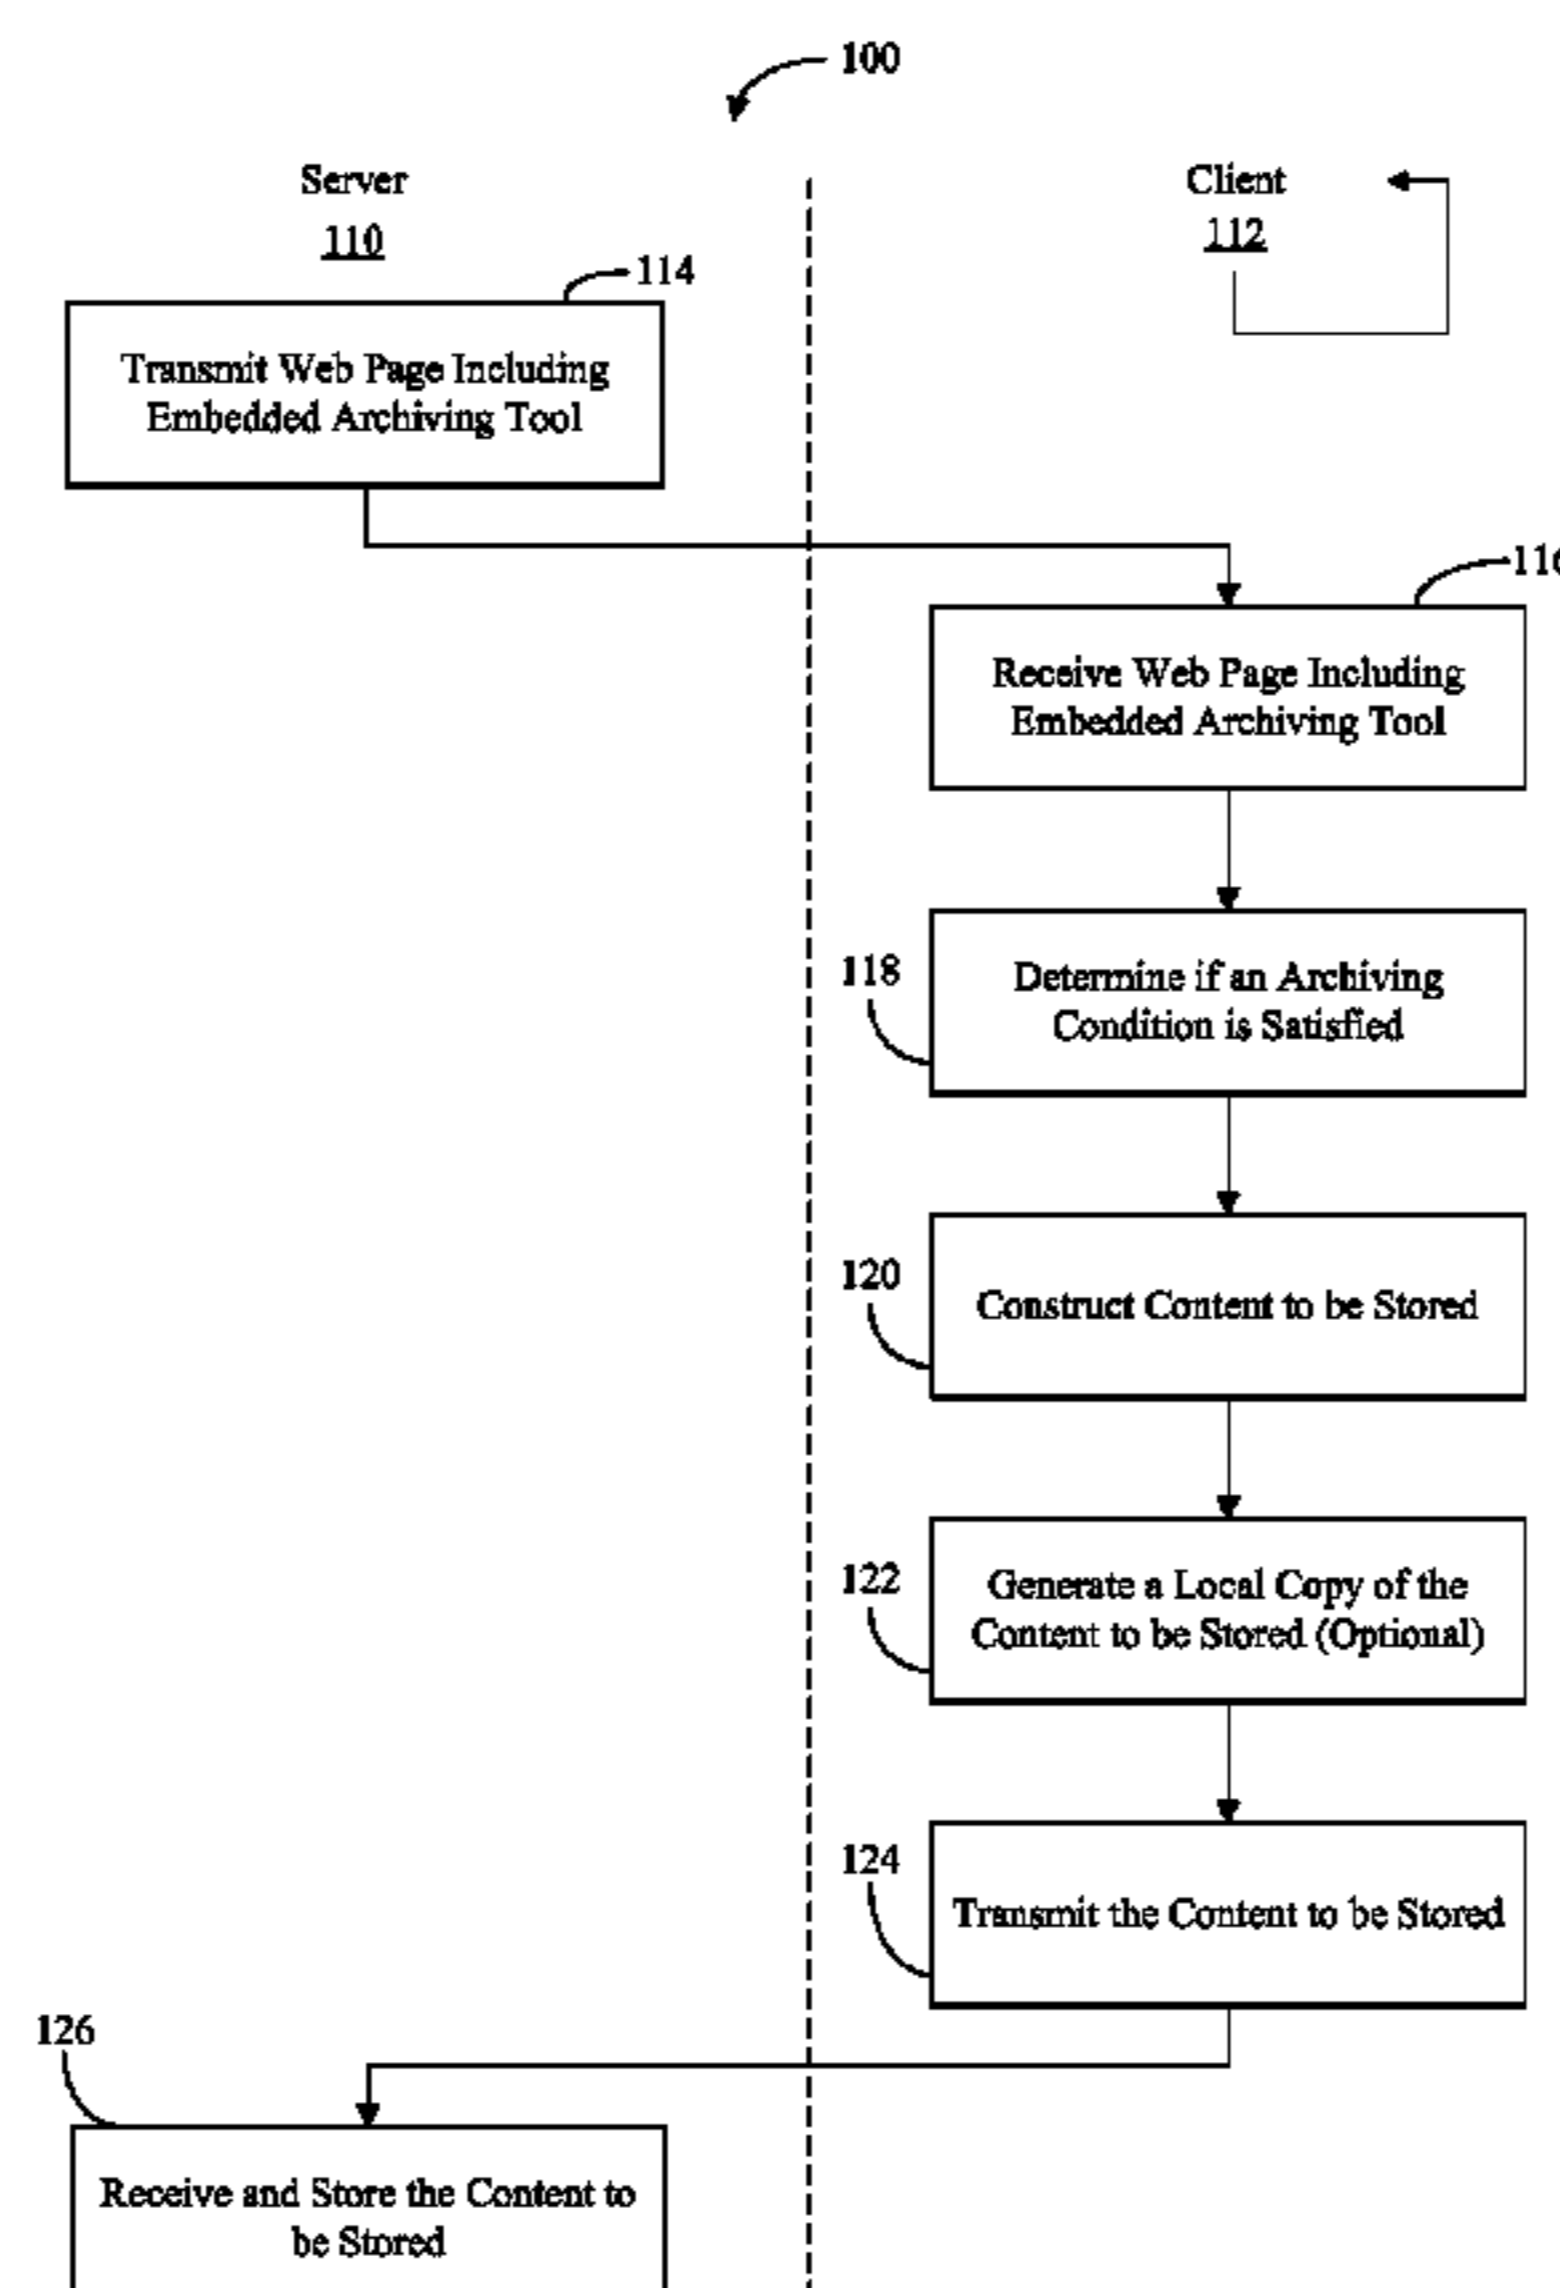 100
Server
110
Client
112
114
Transmit Web Page Including
Embedded Archiving Tool
116
Receive Web Page Including
Embedded Archiving Tool
118
Determine if an Archiving
Condition is Satisfied
120
Construct Content to be Stored
122
Generate a Local Copy of the
Content to be Stored (Optional)
124
Transmit the Content to be Stored
126
Receive and Store the Content to
be Stored